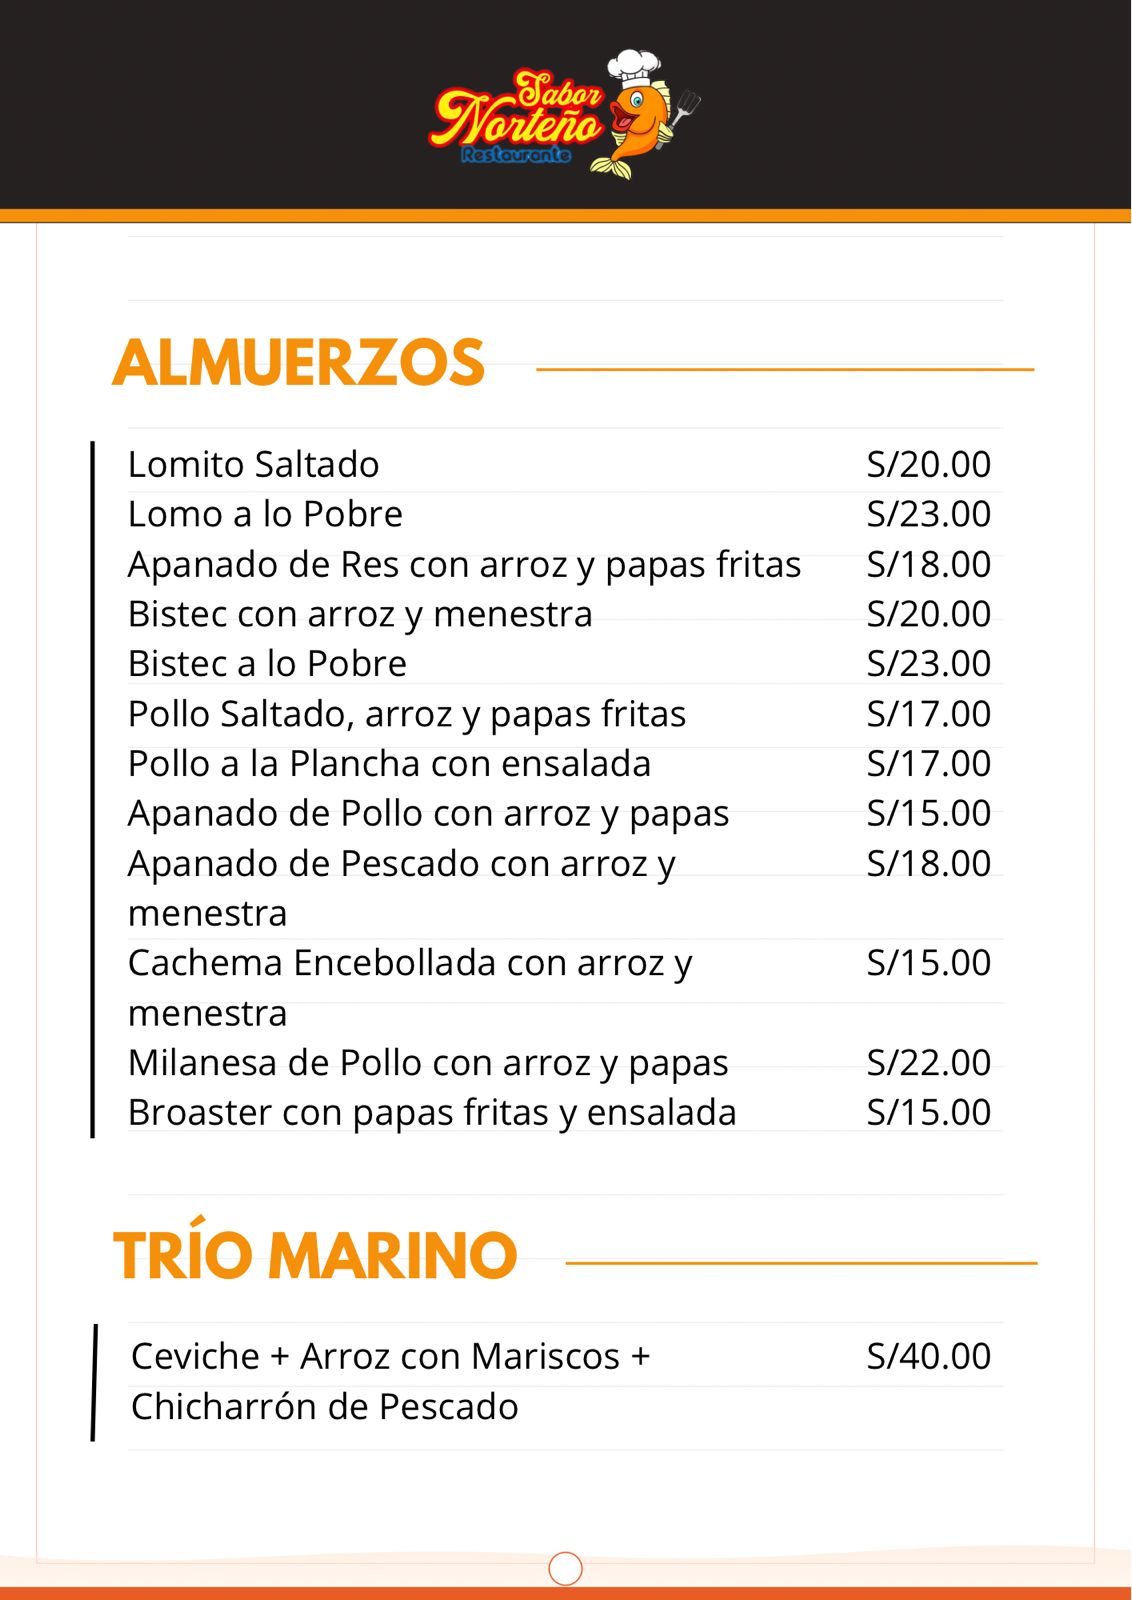 Sabor
Norteño
Restaurante
ALMUERZOS
Lomito Saltado S/20.00
Lomo a lo Pobre S/23.00
Apanado de Res con arroz y papas fritas S/18.00
Bistec con arroz y menestra S/20.00
Bistec a lo Pobre S/23.00
Pollo Saltado, arroz y papas fritas S/17.00
Pollo a la Plancha con ensalada S/17.00
Apanado de Pollo con arroz y papas S/15.00
Apanado de Pescado con arroz y S/18.00
menestra
Cachema Encebollada con arroz y S/15.00
menestra
Milanesa de Pollo con arroz y papas S/22.00
Broaster con papas fritas y ensalada S/15.00
TRÍO MARINO
Ceviche + Arroz con Mariscos + S/40.00
Chicharrón de Pescado